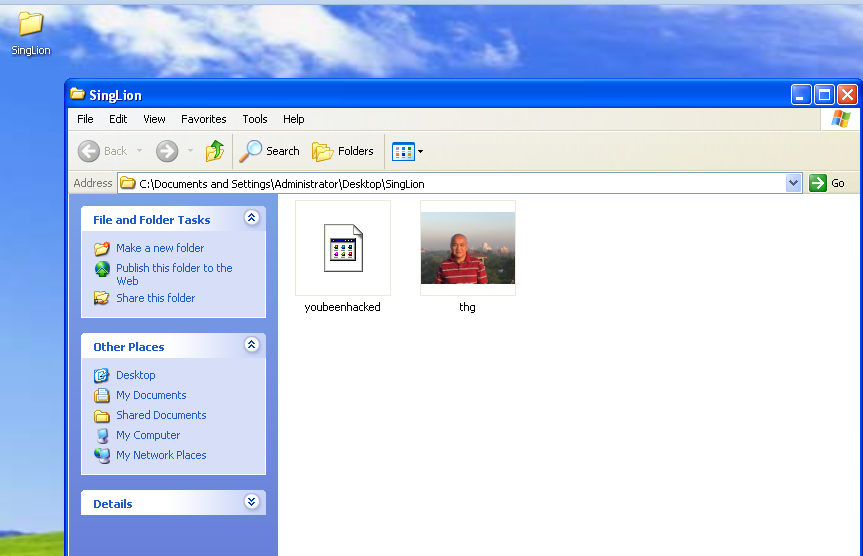 SingLion
SingLion
File Edit View Favorites Tools Help
Back Search Folders
Address C:\Documents and Settings\Administrator\Desktop\SingLion Go
File and Folder Tasks
Make a new folder
Publish this folder to the
Web
Share this folder
Other Places
Desktop
My Documents
Shared Documents
My Computer
My Network Places
Details
youbeenhacked thg